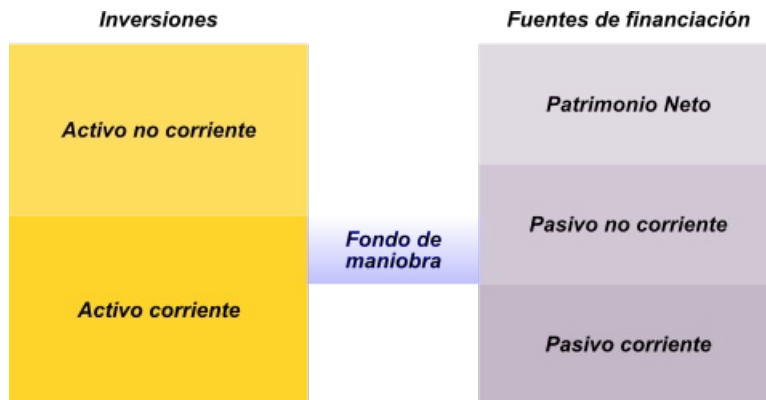 Inversiones
Fuentes de financiación
Activo no corriente
Patrimonio Neto
Fondo de
maniobra
Pasivo no corriente
Activo corriente
Pasivo corriente